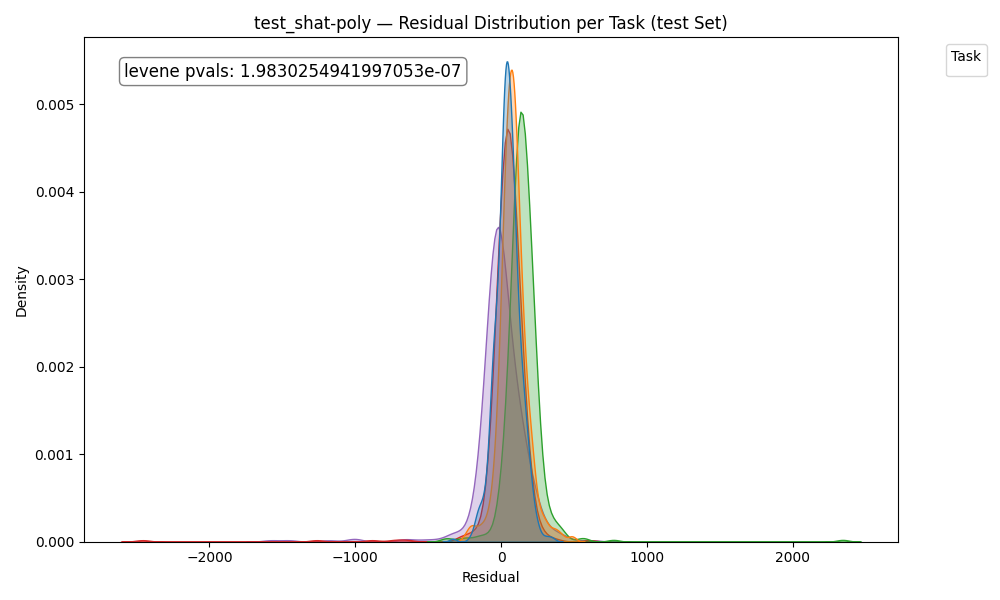 test_shat-poly — Residual Distribution per Task (test Set)
levene pvals: 1.9830254941997053e-07
Task
0.005
0.004
0.003
0.002
0.001
0.000
Density
−2000
−1000
0
1000
2000
Residual